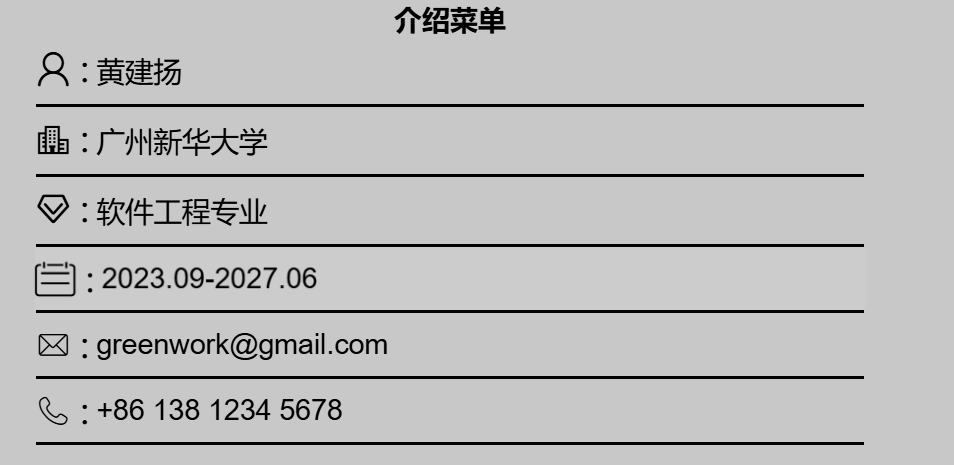 介绍菜单
：黄建扬
：广州新华大学
：软件工程专业
：2023.09-2027.06
：greenwork@gmail.com
：+86 138 1234 5678